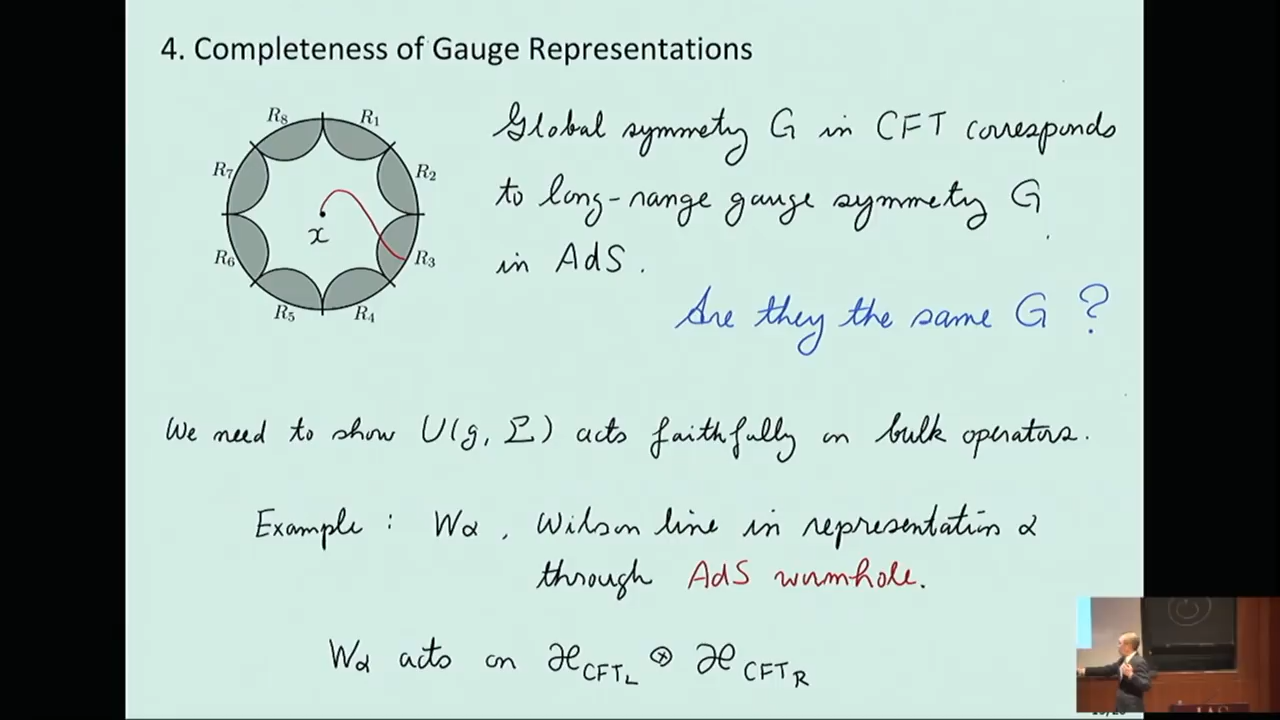 4. Completeness of Gauge Representations
R8 R1
R7 R2
x
R6 R3
R5 R4
Global symmetry G in CFT corresponds
to long-range gauge symmetry G
in AdS.
Are they the same G ?
We need to show U(g, Σ) acts faithfully on bulk operators.
Example : Wα , Wilson line in representation α
through AdS wormhole.
Wα acts on ℋCFTL ⊗ ℋCFTR